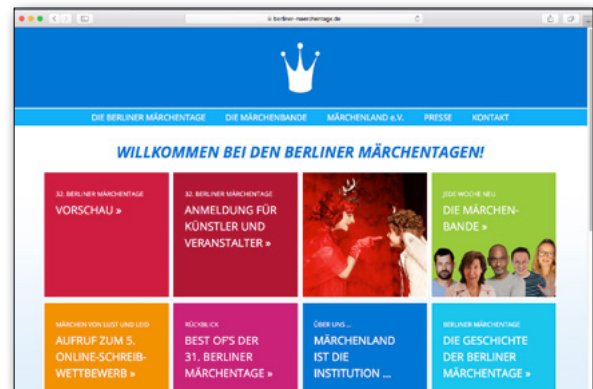 berliner-maerchentage.de
DIE BERLINER MÄRCHENTAGE DIE MÄRCHENBANDE MÄRCHENLAND e.V. PRESSE KONTAKT
WILLKOMMEN BEI DEN BERLINER MÄRCHENTAGEN!
32. BERLINER MÄRCHENTAGE
VORSCHAU »
32. BERLINER MÄRCHENTAGE
ANMELDUNG FÜR
KÜNSTLER UND
VERANSTALTER »
JEDE WOCHE NEU
DIE MÄRCHEN-
BANDE »
MÄRCHEN VON LUST UND LEID
AUFRUF ZUM 5.
ONLINE-SCHREIB-
WETTBEWERB »
RÜCKBLICK
BEST OF'S DER
31. BERLINER
MÄRCHENTAGE »
ÜBER UNS ...
MÄRCHENLAND
IST DIE
INSTITUTION ...
BERLINER MÄRCHENTAGE
DIE GESCHICHTE
DER BERLINER
MÄRCHENTAGE »